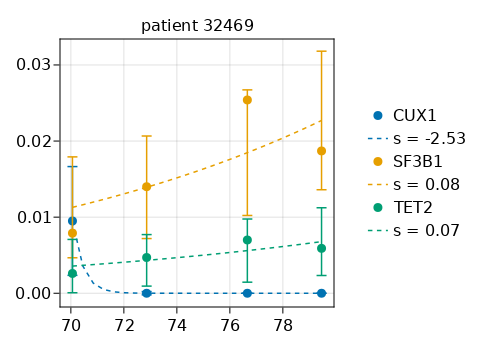 patient 32469
0.03
0.02
0.01
0.00
70 72 74 76 78
CUX1
s = -2.53
SF3B1
s = 0.08
TET2
s = 0.07